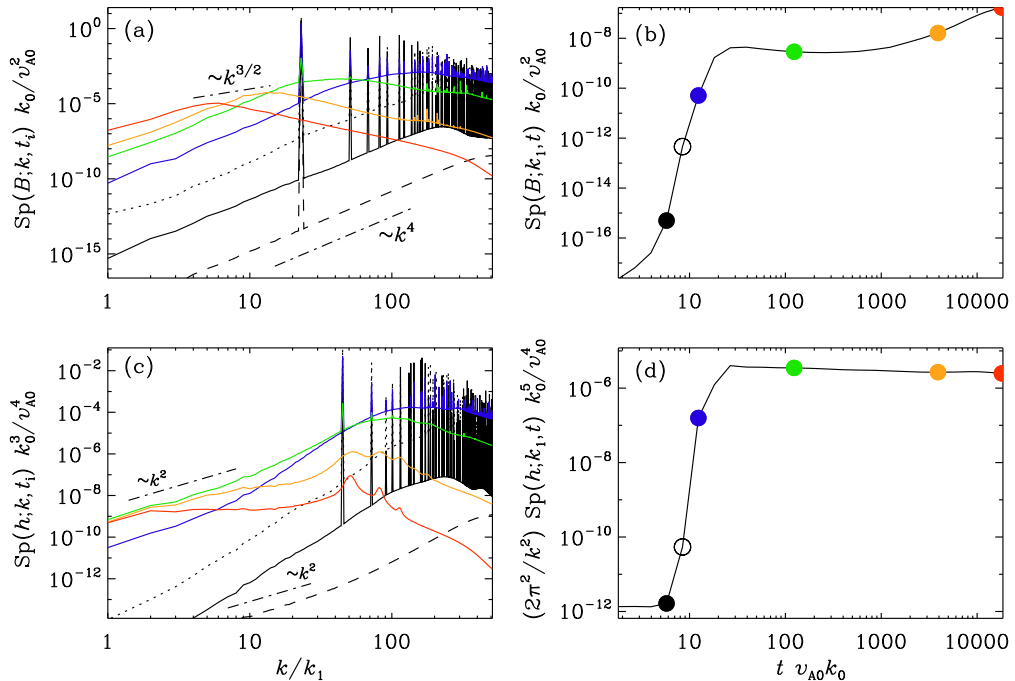 (a)
Sp(B;k,t_i) k_0/v_{A0}^2
10^0
10^{-5}
10^{-10}
10^{-15}
~k^{3/2}
~k^4
1
10
100
(b)
Sp(B;k_1,t) k_0/v_{A0}^2
10^{-8}
10^{-10}
10^{-12}
10^{-14}
10^{-16}
10
100
1000
10000
(c)
Sp(h;k,t_i) k_0^3/v_{A0}^4
10^{-2}
10^{-4}
10^{-6}
10^{-8}
10^{-10}
10^{-12}
~k^2
~k^2
1
10
100
k/k_1
(d)
(2π^2/k^2) Sp(h;k_1,t) k_0^5/v_{A0}^4
10^{-6}
10^{-8}
10^{-10}
10^{-12}
10
100
1000
10000
t v_{A0}k_0